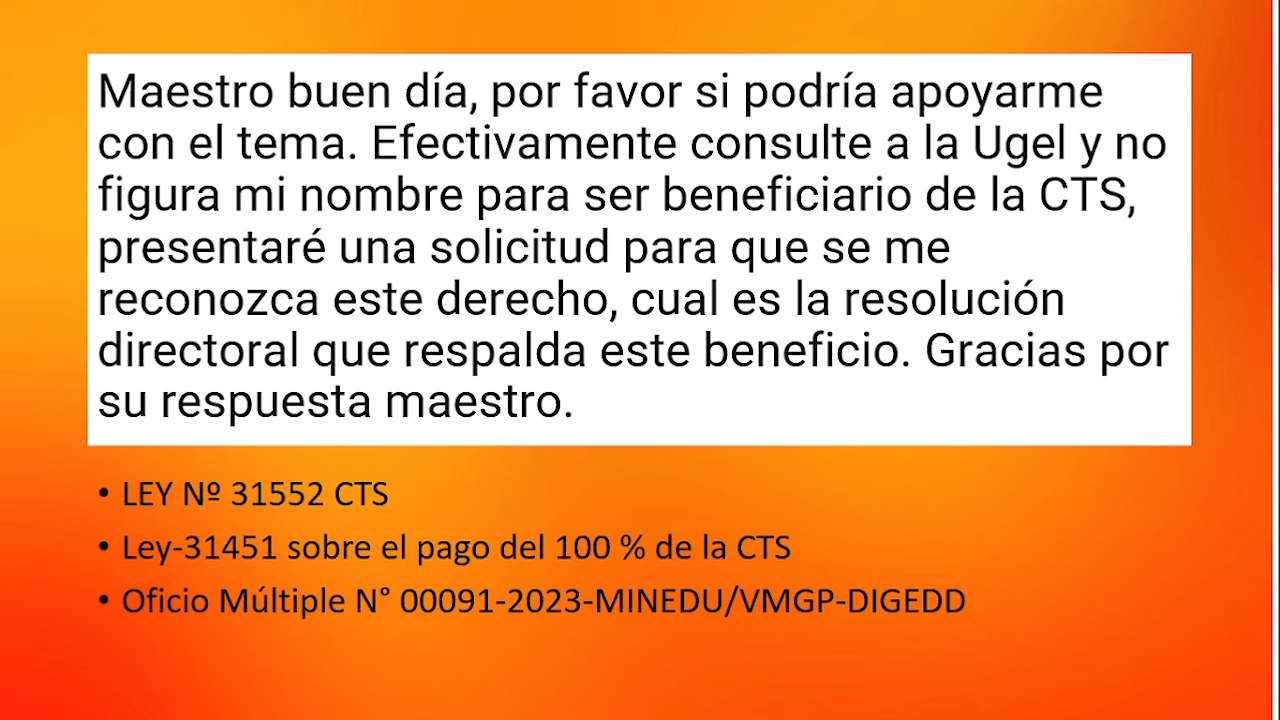 Maestro buen día, por favor si podría apoyarme
con el tema. Efectivamente consulte a la Ugel y no
figura mi nombre para ser beneficiario de la CTS,
presentaré una solicitud para que se me
reconozca este derecho, cual es la resolución
directoral que respalda este beneficio. Gracias por
su respuesta maestro.
• LEY Nº 31552 CTS
• Ley-31451 sobre el pago del 100 % de la CTS
• Oficio Múltiple N° 00091-2023-MINEDU/VMGP-DIGEDD